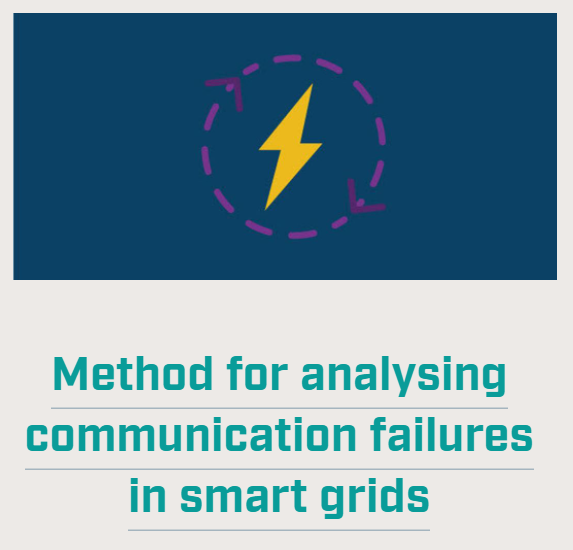 Method for analysing
communication failures
in smart grids